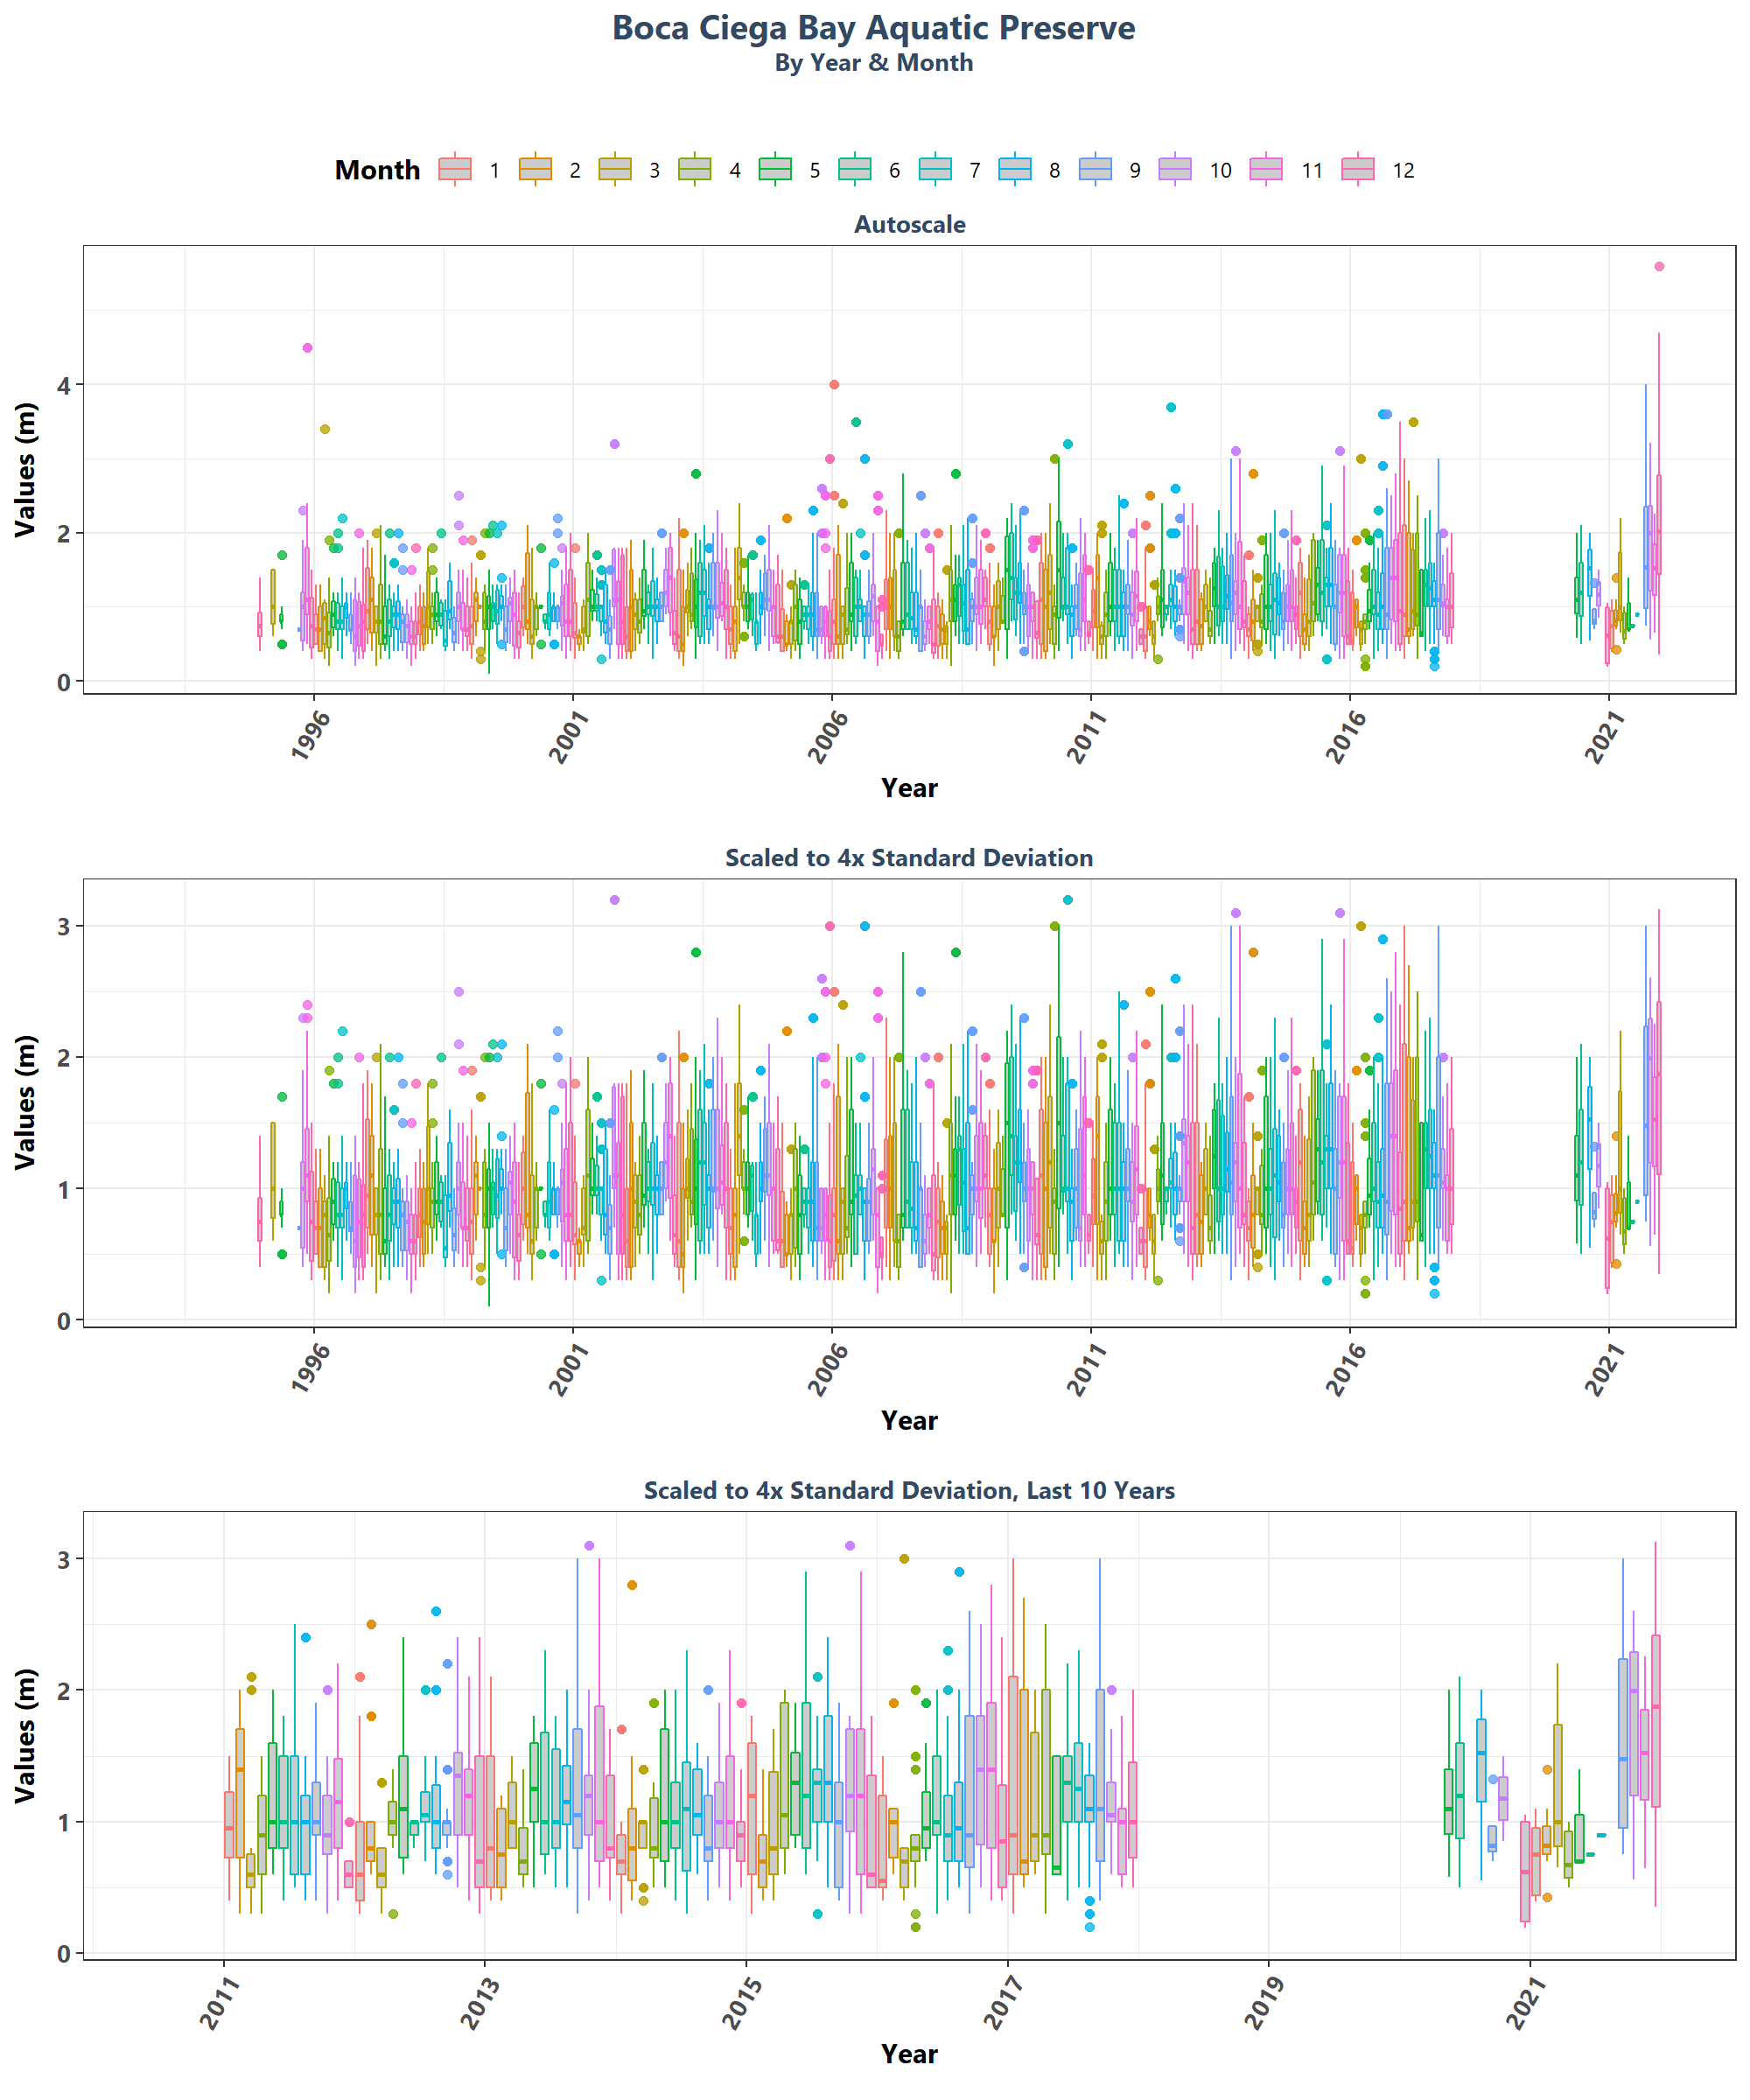 Boca Ciega Bay Aquatic Preserve
By Year & Month
Month 1 2 3 4 5 6 7 8 9 10 11 12
Autoscale
Values (m)
4
2
0
1996 2001 2006 2011 2016 2021
Year
Scaled to 4x Standard Deviation
Values (m)
3
2
1
0
1996 2001 2006 2011 2016 2021
Year
Scaled to 4x Standard Deviation, Last 10 Years
Values (m)
3
2
1
0
2011 2013 2015 2017 2019 2021
Year